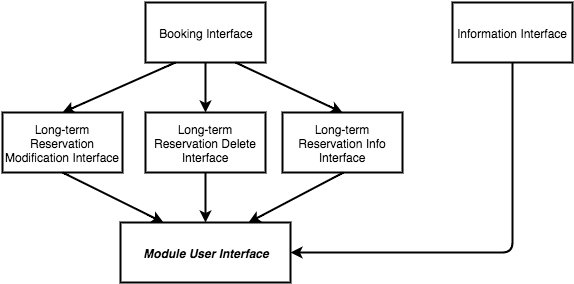 Booking Interface
Information Interface
Long-term
Reservation
Modification Interface
Long-term
Reservation Delete
Interface
Long-term
Reservation Info
Interface
Module User Interface